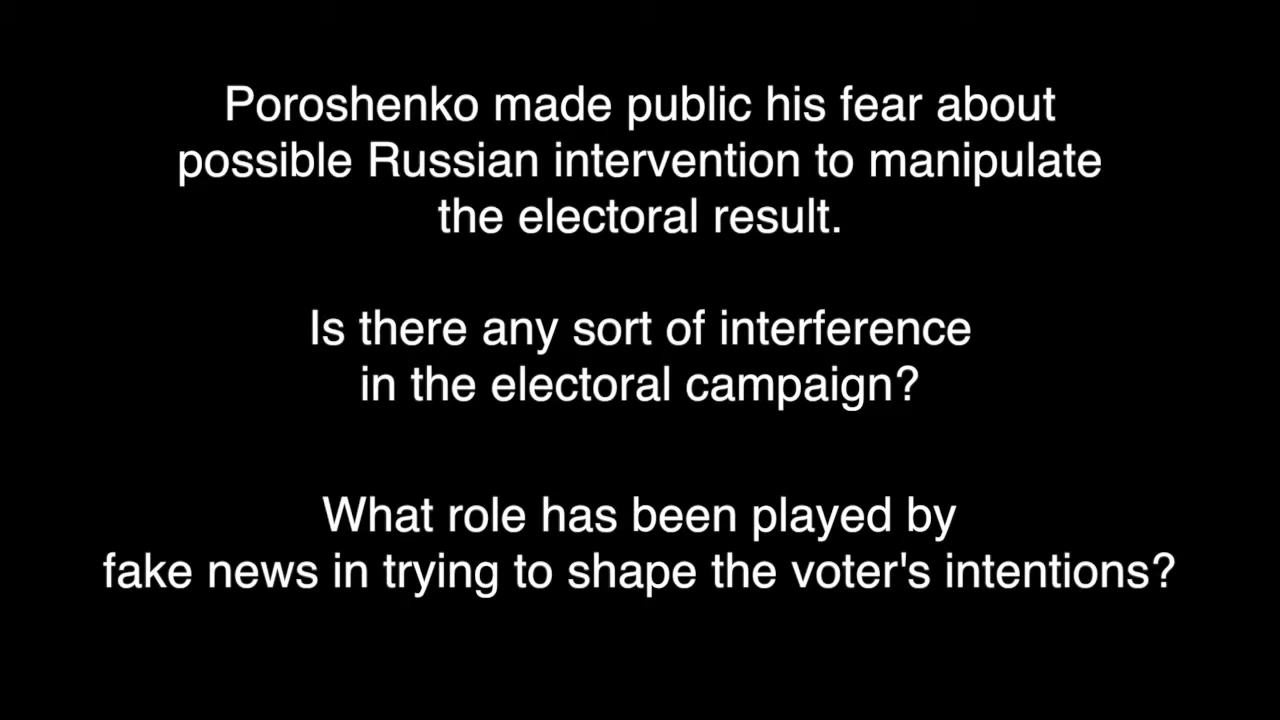 Poroshenko made public his fear about
possible Russian intervention to manipulate
the electoral result.
Is there any sort of interference
in the electoral campaign?
What role has been played by
fake news in trying to shape the voter's intentions?